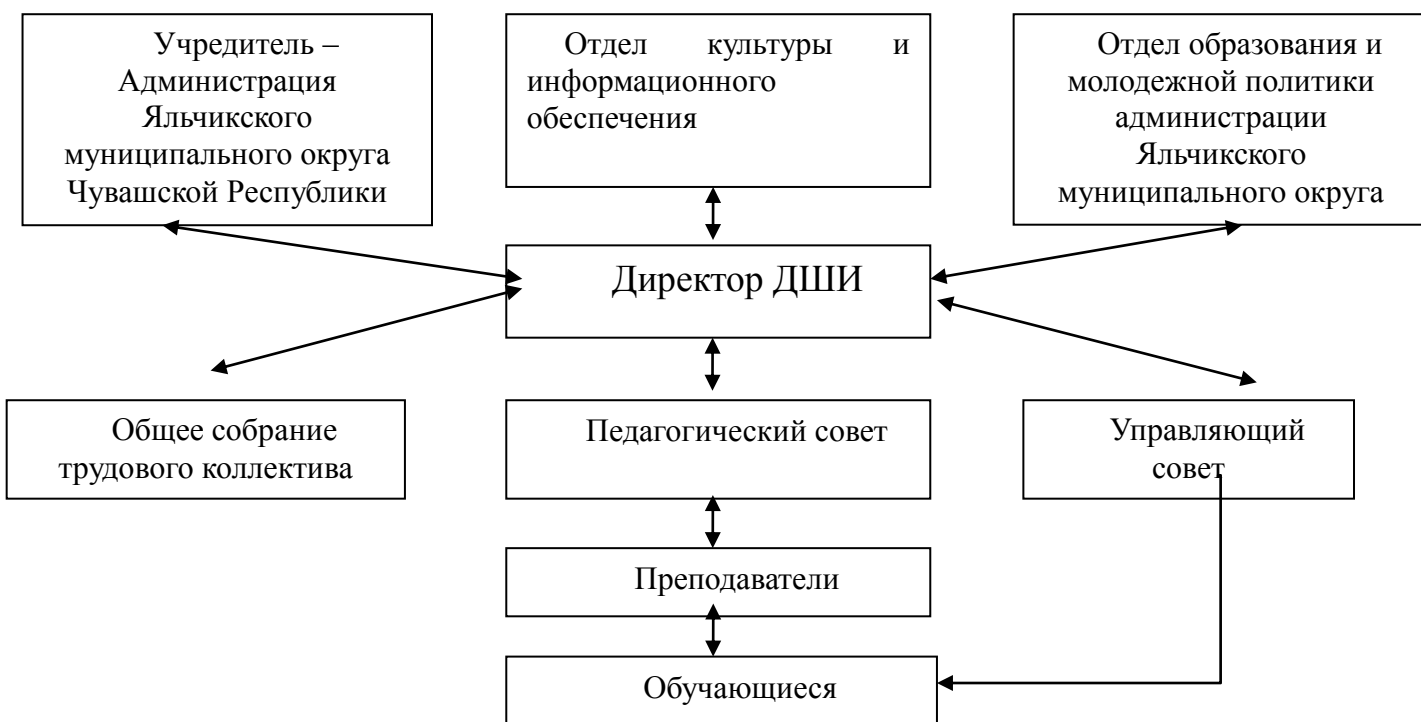 Учредитель –
Администрация
Яльчикского
муниципального округа
Чувашской Республики
Отдел культуры и
информационного
обеспечения
Отдел образования и
молодежной политики
администрации
Яльчикского
муниципального округа
Директор ДШИ
Общее собрание
трудового коллектива
Педагогический совет
Управляющий
совет
Преподаватели
Обучающиеся